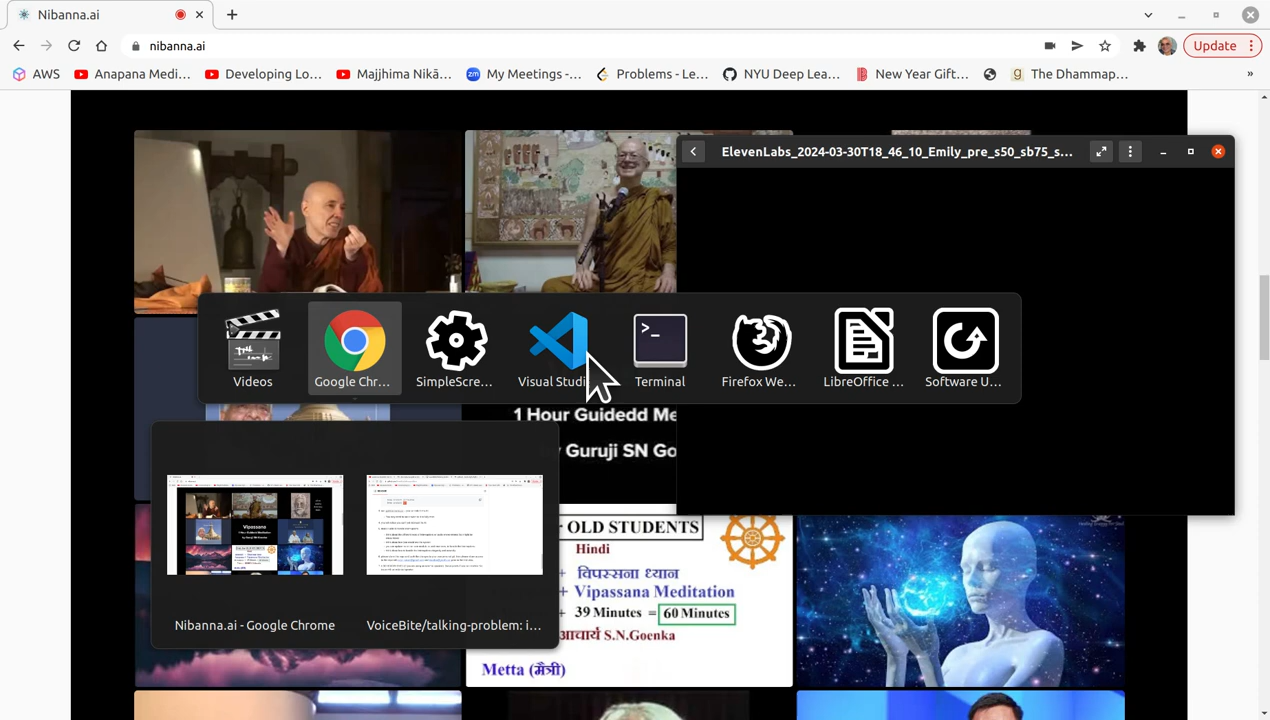 Nibanna.ai
nibanna.ai
Update
AWS
Anapana Medi...
Developing Lo...
Majjhima Nikā...
zm
My Meetings -...
Problems - Le...
NYU Deep Lea...
New Year Gift...
g
The Dhammap...
»
ElevenLabs_2024-03-30T18_46_10_Emily_pre_s50_sb75_s...
Videos
Google Chr...
SimpleScre...
Visual Studi
Terminal
Firefox We...
LibreOffice ...
Software U...
1 Hour Guidedd Me
Guruji SN Go
Vipassana
Nibanna.ai - Google Chrome
VoiceBite/talking-problem: i...
OLD STUDENTS
Hindi
+ विपस्सना ध्यान
+ Vipassana Meditation
+ 39 Minutes = 60 Minutes
आचार्य S.N.Goenka
Metta (मैत्री)